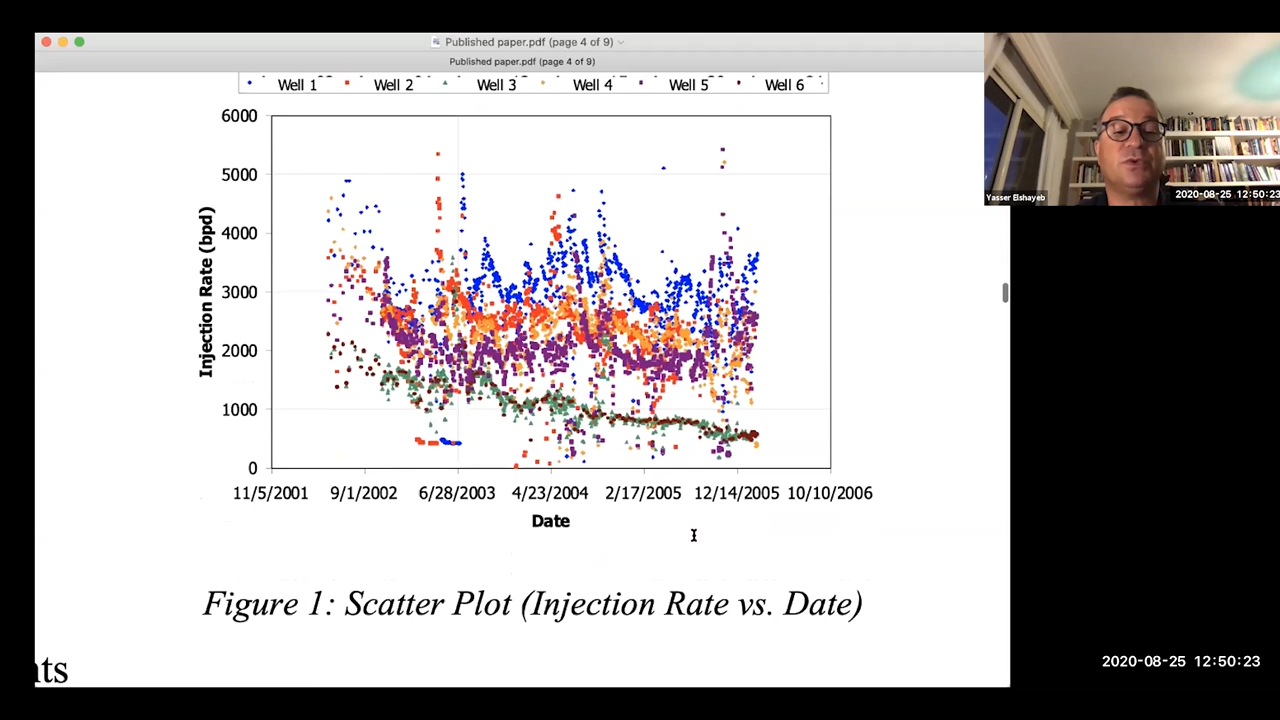 Published paper.pdf (page 4 of 9)
Published paper.pdf (page 4 of 9)
Well 1 Well 2 Well 3 Well 4 Well 5 Well 6
6000
5000
4000
3000
2000
1000
0
Injection Rate (bpd)
11/5/2001 9/1/2002 6/28/2003 4/23/2004 2/17/2005 12/14/2005 10/10/2006
Date
Figure 1: Scatter Plot (Injection Rate vs. Date)
Yasser Elshayeb
2020-08-25 12:50:23
2020-08-25 12:50:23